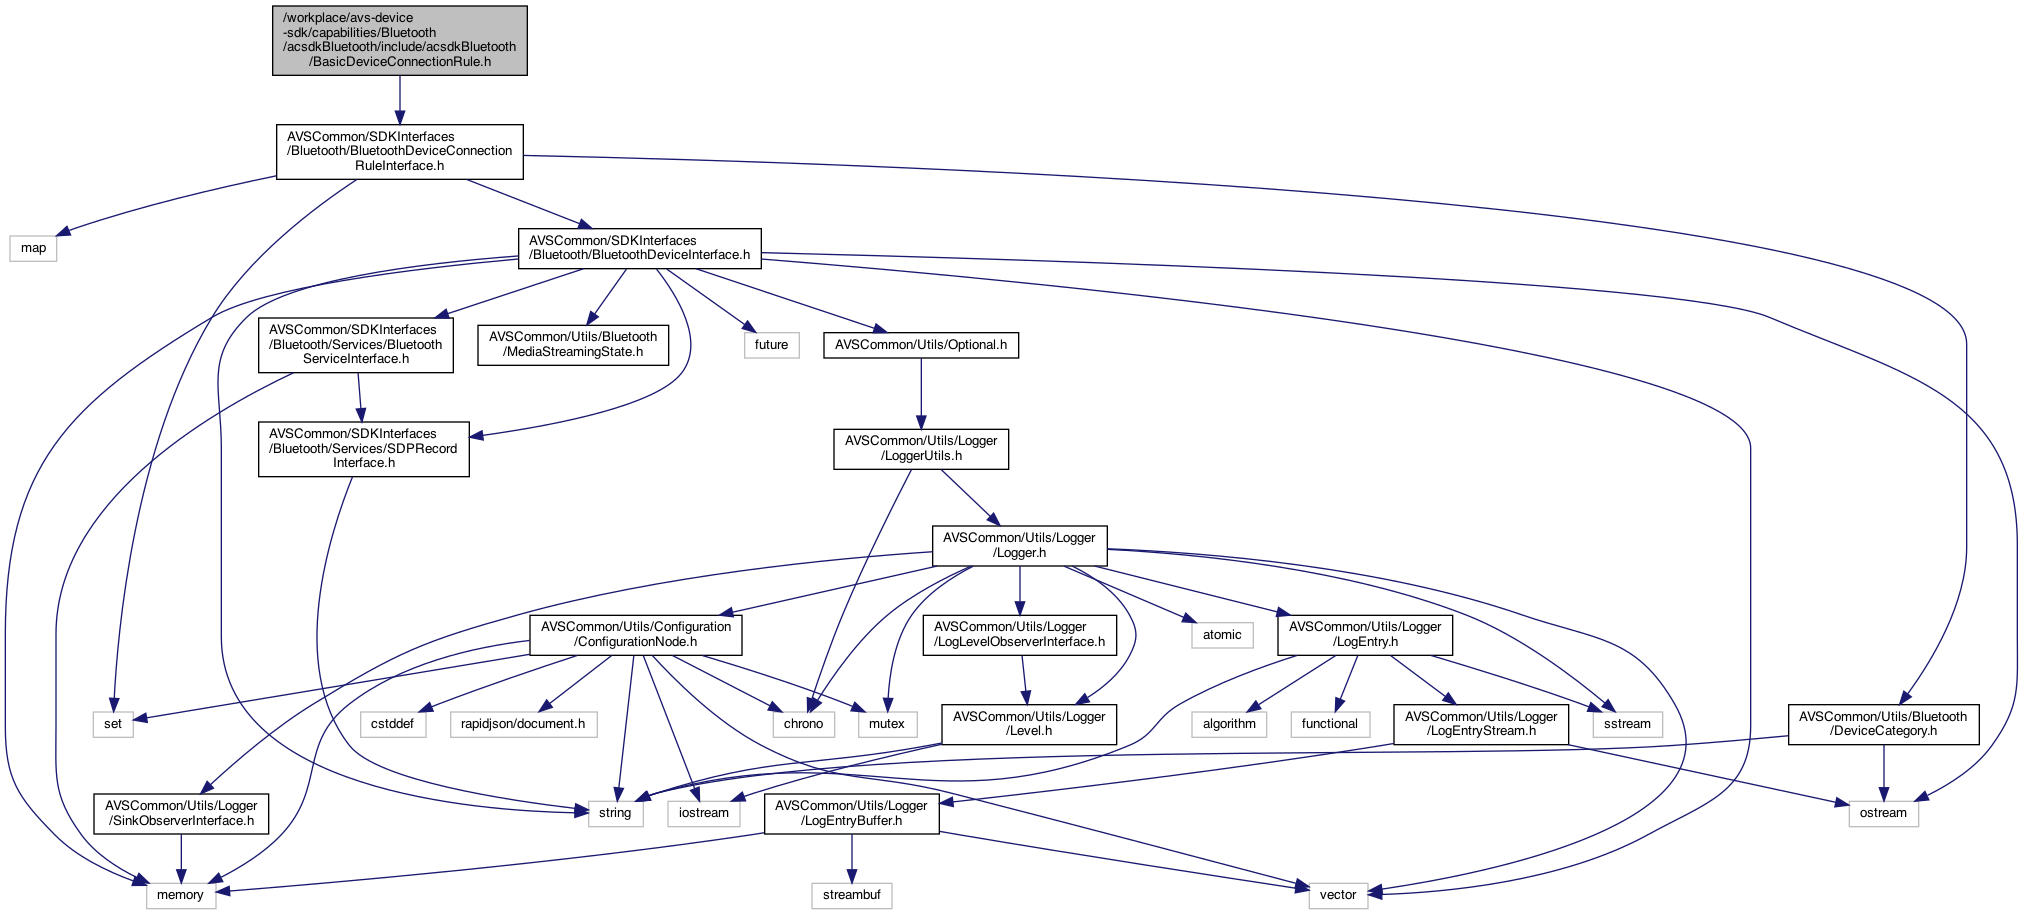 /workplace/avs-device
-sdk/capabilities/Bluetooth
/acsdkBluetooth/include/acsdkBluetooth
/BasicDeviceConnectionRule.h
AVSCommon/SDKInterfaces
/Bluetooth/BluetoothDeviceConnection
RuleInterface.h
map
AVSCommon/SDKInterfaces
/Bluetooth/BluetoothDeviceInterface.h
AVSCommon/SDKInterfaces
/Bluetooth/Services/Bluetooth
ServiceInterface.h
AVSCommon/Utils/Bluetooth
/MediaStreamingState.h
future
AVSCommon/Utils/Optional.h
AVSCommon/SDKInterfaces
/Bluetooth/Services/SDPRecord
Interface.h
AVSCommon/Utils/Logger
/LoggerUtils.h
AVSCommon/Utils/Logger
/Logger.h
AVSCommon/Utils/Configuration
/ConfigurationNode.h
AVSCommon/Utils/Logger
/LogLevelObserverInterface.h
atomic
AVSCommon/Utils/Logger
/LogEntry.h
set
cstddef
rapidjson/document.h
chrono
mutex
AVSCommon/Utils/Logger
/Level.h
algorithm
functional
AVSCommon/Utils/Logger
/LogEntryStream.h
sstream
AVSCommon/Utils/Bluetooth
/DeviceCategory.h
AVSCommon/Utils/Logger
/SinkObserverInterface.h
string
iostream
AVSCommon/Utils/Logger
/LogEntryBuffer.h
ostream
memory
streambuf
vector